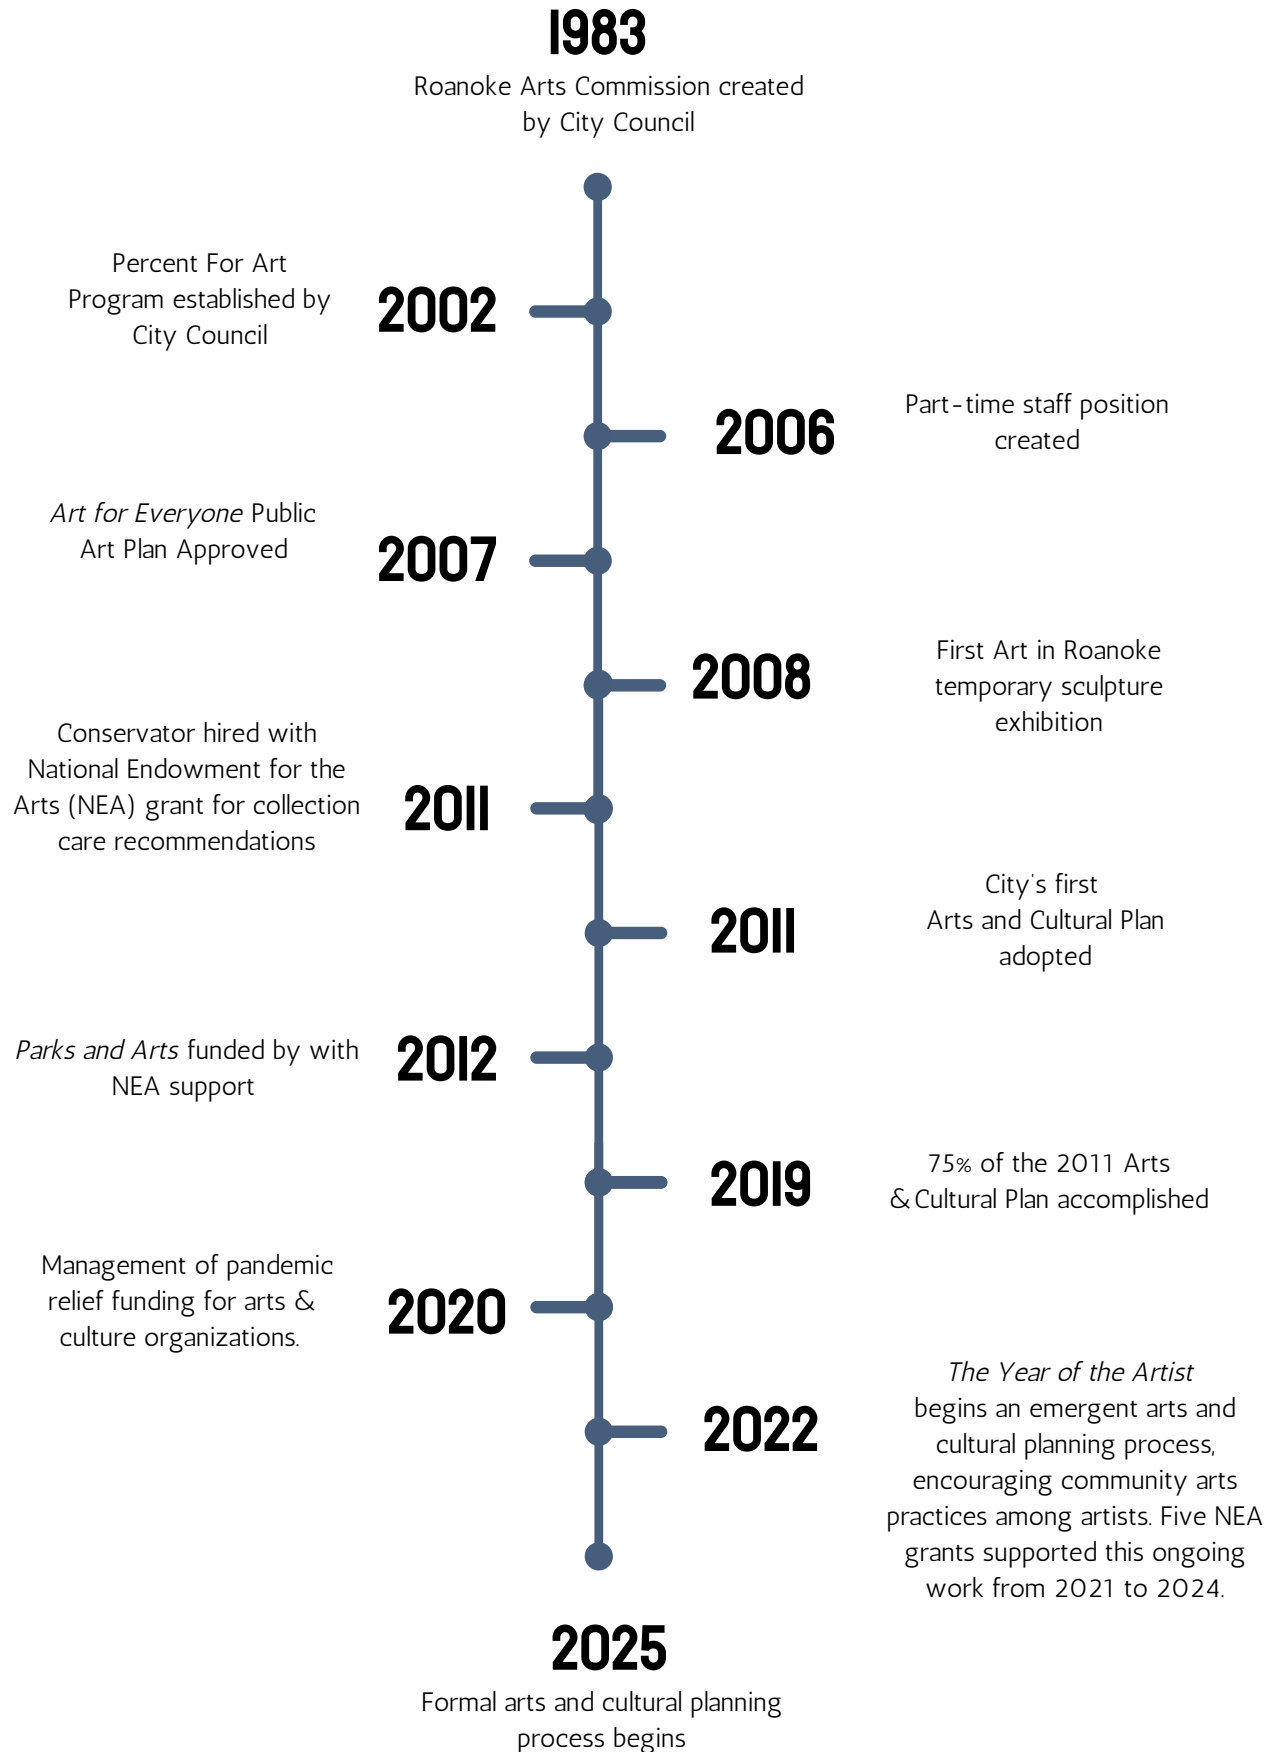 1983
Roanoke Arts Commission created
by City Council
Percent For Art
Program established by
City Council
2002
2006
Part-time staff position
created
Art for Everyone Public
Art Plan Approved
2007
2008
First Art in Roanoke
temporary sculpture
exhibition
Conservator hired with
National Endowment for the
Arts (NEA) grant for collection
care recommendations
2011
2011
City's first
Arts and Cultural Plan
adopted
Parks and Arts funded by with
NEA support
2012
2019
75% of the 2011 Arts
& Cultural Plan accomplished
Management of pandemic
relief funding for arts &
culture organizations.
2020
2022
The Year of the Artist
begins an emergent arts and
cultural planning process,
encouraging community arts
practices among artists. Five NEA
grants supported this ongoing
work from 2021 to 2024.
2025
Formal arts and cultural planning
process begins